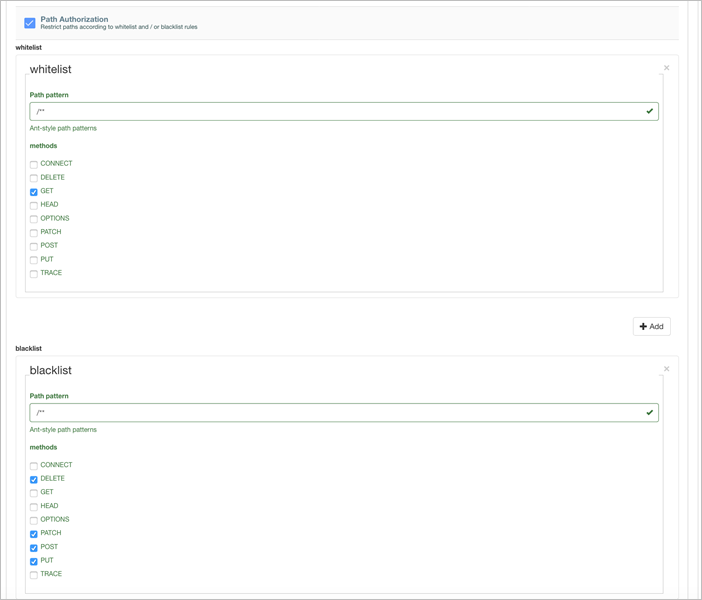 Path Authorization
Restrict paths according to whitelist and / or blacklist rules
whitelist
whitelist
×
Path pattern
/**
Ant-style path patterns
methods
CONNECT
DELETE
GET
HEAD
OPTIONS
PATCH
POST
PUT
TRACE
Add
blacklist
blacklist
×
Path pattern
/**
Ant-style path patterns
methods
CONNECT
DELETE
GET
HEAD
OPTIONS
PATCH
POST
PUT
TRACE